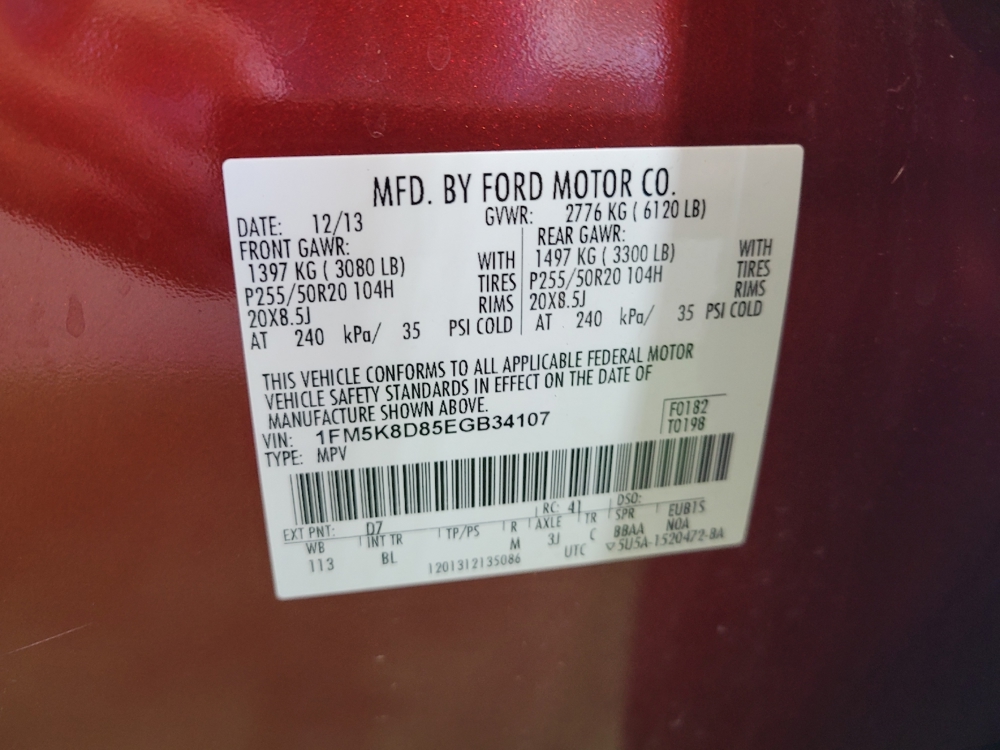 MFD. BY FORD MOTOR CO.
DATE: 12/13 GVWR: 2776 KG ( 6120 LB)
FRONT GAWR: REAR GAWR:
1397 KG ( 3080 LB) WITH 1497 KG ( 3300 LB) WITH
P255/50R20 104H TIRES P255/50R20 104H TIRES
20X8.5J RIMS 20X8.5J RIMS
AT 240 kPa/ 35 PSI COLD AT 240 kPa/ 35 PSI COLD
THIS VEHICLE CONFORMS TO ALL APPLICABLE FEDERAL MOTOR
VEHICLE SAFETY STANDARDS IN EFFECT ON THE DATE OF
MANUFACTURE SHOWN ABOVE.
VIN: 1FM5K8D85EGB34107 F0182
TYPE: MPV T0198
EXT PNT: D7 RC: 41 DSO:
WB INT TR TP/PS R AXLE TR SPR EUB1S
113 BL M 3J C BBAA NOA
1201312135086 UTC ▽5U5A-1520472-BA